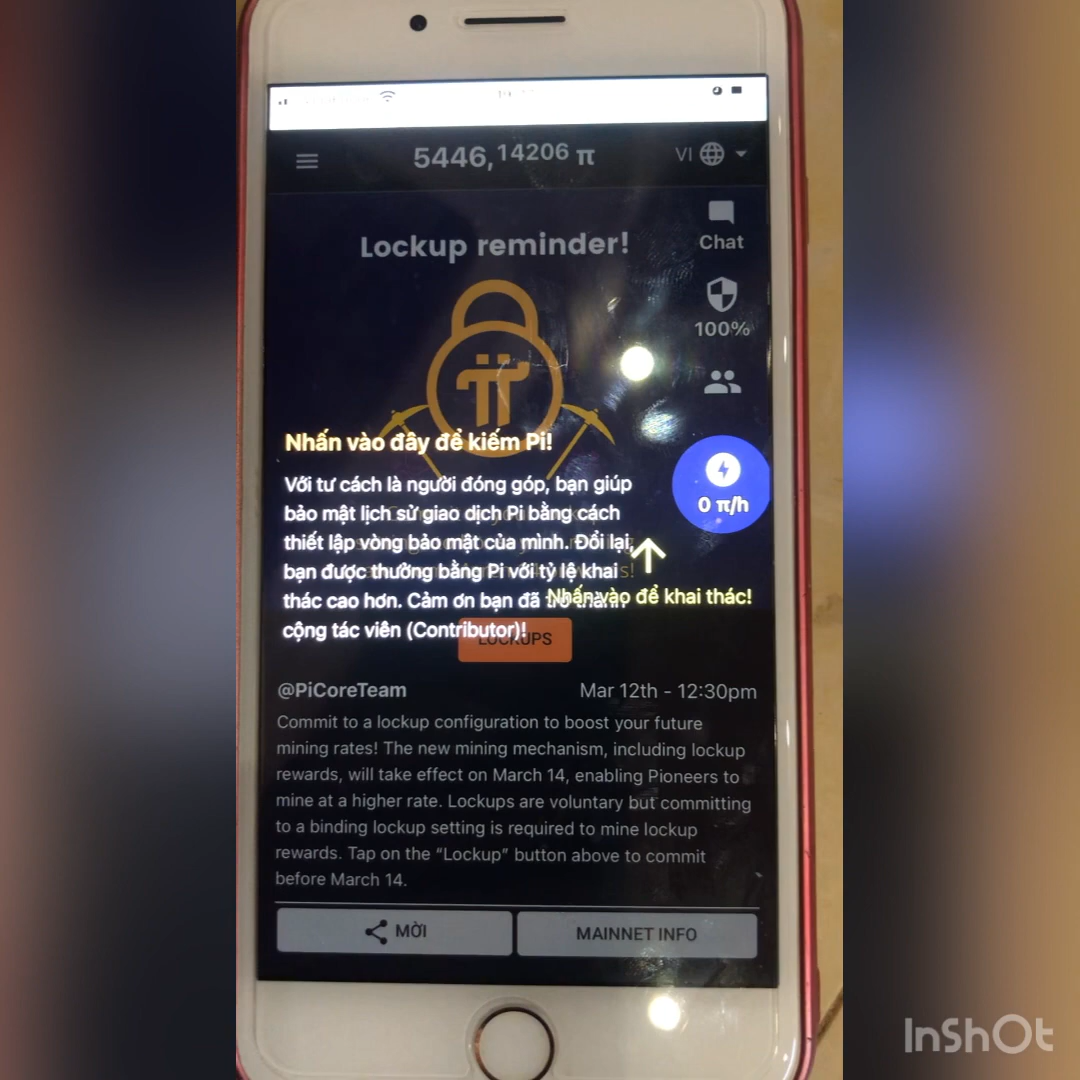 5446,14206 π
VI
Lockup reminder!
Chat
100%
Nhấn vào đây để kiếm Pi!
Với tư cách là người đóng góp, bạn giúp
bảo mật lịch sử giao dịch Pi bằng cách
thiết lập vòng bảo mật của mình. Đổi lại,
bạn được thưởng bằng Pi với tỷ lệ khai
thác cao hơn. Cảm ơn bạn đã trở thành
cộng tác viên (Contributor)!
0 π/h
Nhấn vào để khai thác!
LOCKUPS
@PiCoreTeam
Mar 12th - 12:30pm
Commit to a lockup configuration to boost your future
mining rates! The new mining mechanism, including lockup
rewards, will take effect on March 14, enabling Pioneers to
mine at a higher rate. Lockups are voluntary but committing
to a binding lockup setting is required to mine lockup
rewards. Tap on the “Lockup” button above to commit
before March 14.
MỜI
MAINNET INFO
InShOt